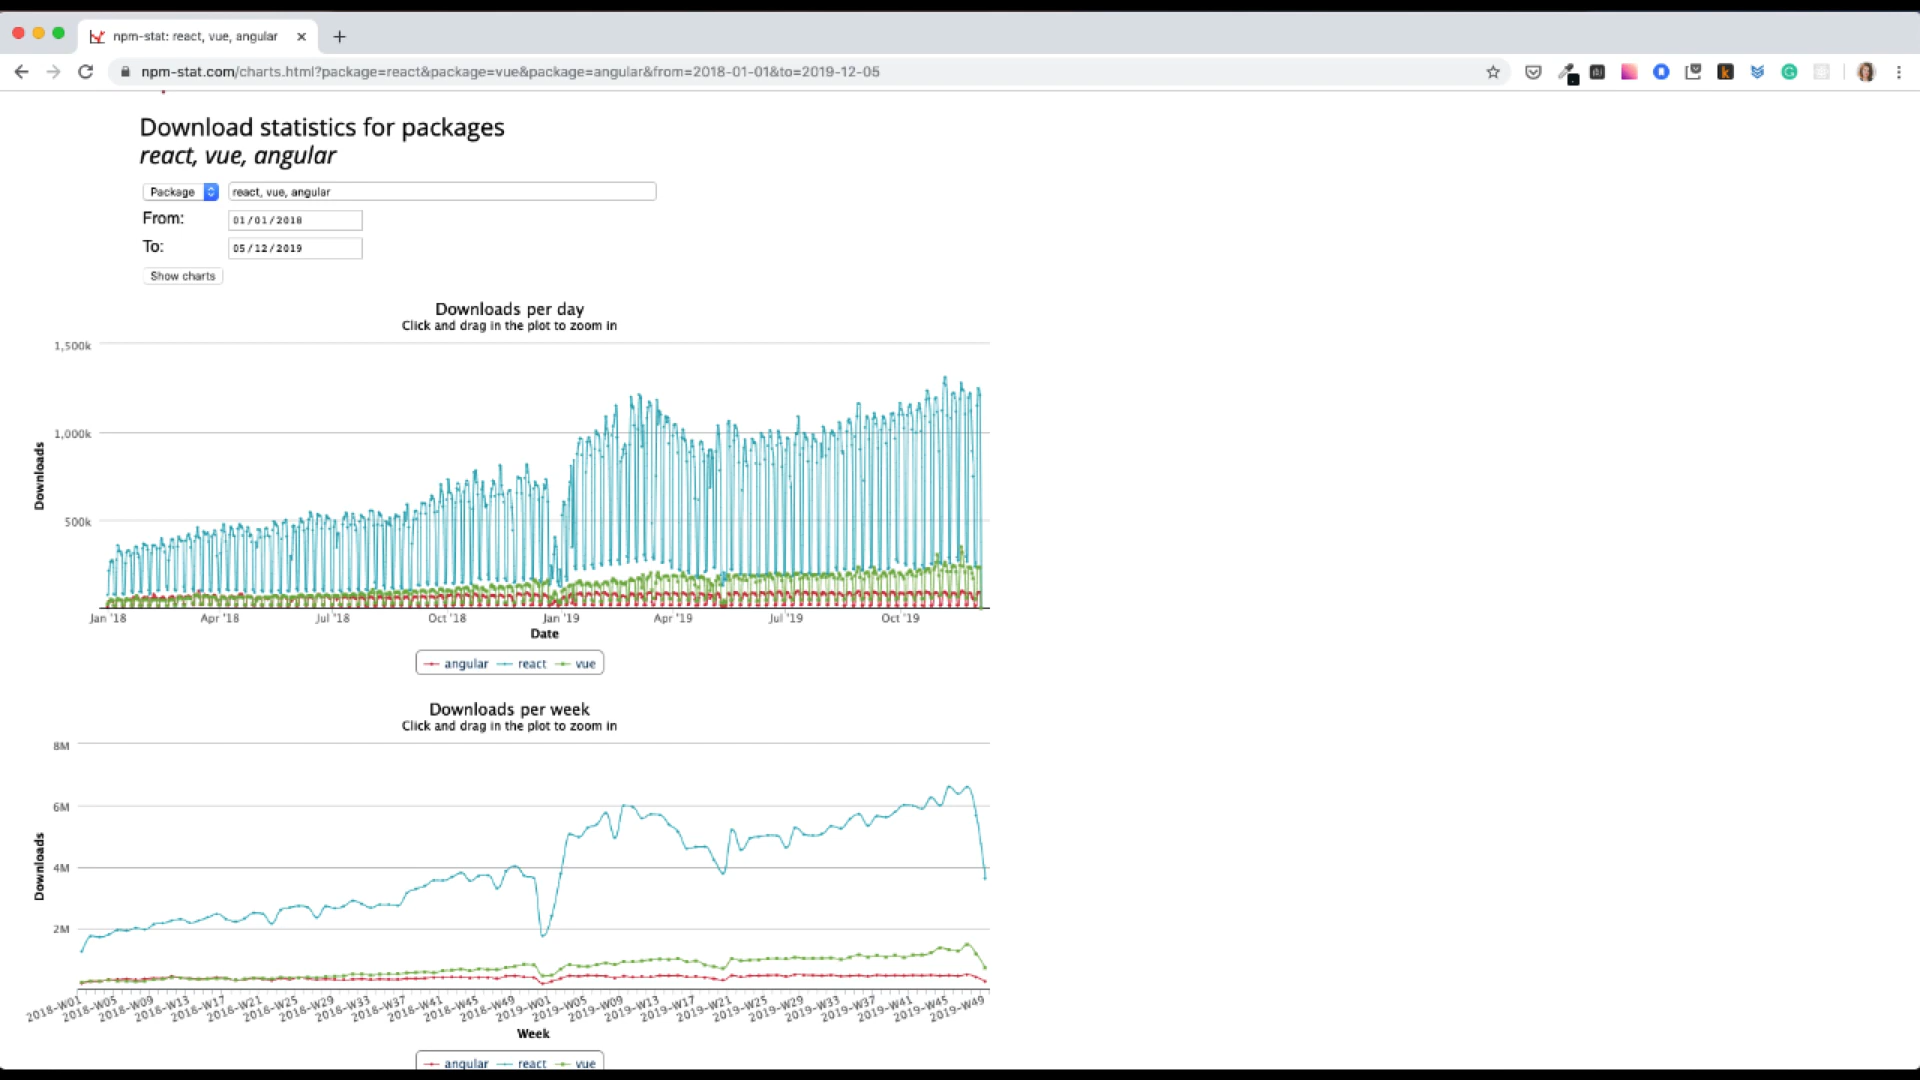 npm-stat: react, vue, angular
npm-stat.com/charts.html?package=react&package=vue&package=angular&from=2018-01-01&to=2019-12-05
Download statistics for packages
react, vue, angular
Package react, vue, angular
From: 01/01/2018
To: 05/12/2019
Show charts
Downloads per day
Click and drag in the plot to zoom in
1,500k
1,000k
500k
Downloads
Jan '18 Apr '18 Jul '18 Oct '18 Jan '19 Apr '19 Jul '19 Oct '19
Date
angular react vue
Downloads per week
Click and drag in the plot to zoom in
8M
6M
4M
2M
Downloads
2018-W01 2018-W05 2018-W09 2018-W13 2018-W17 2018-W21 2018-W25 2018-W29 2018-W33 2018-W37 2018-W41 2018-W45 2018-W49 2019-W01 2019-W05 2019-W09 2019-W13 2019-W17 2019-W21 2019-W25 2019-W29 2019-W33 2019-W37 2019-W41 2019-W45 2019-W49
Week
angular react vue